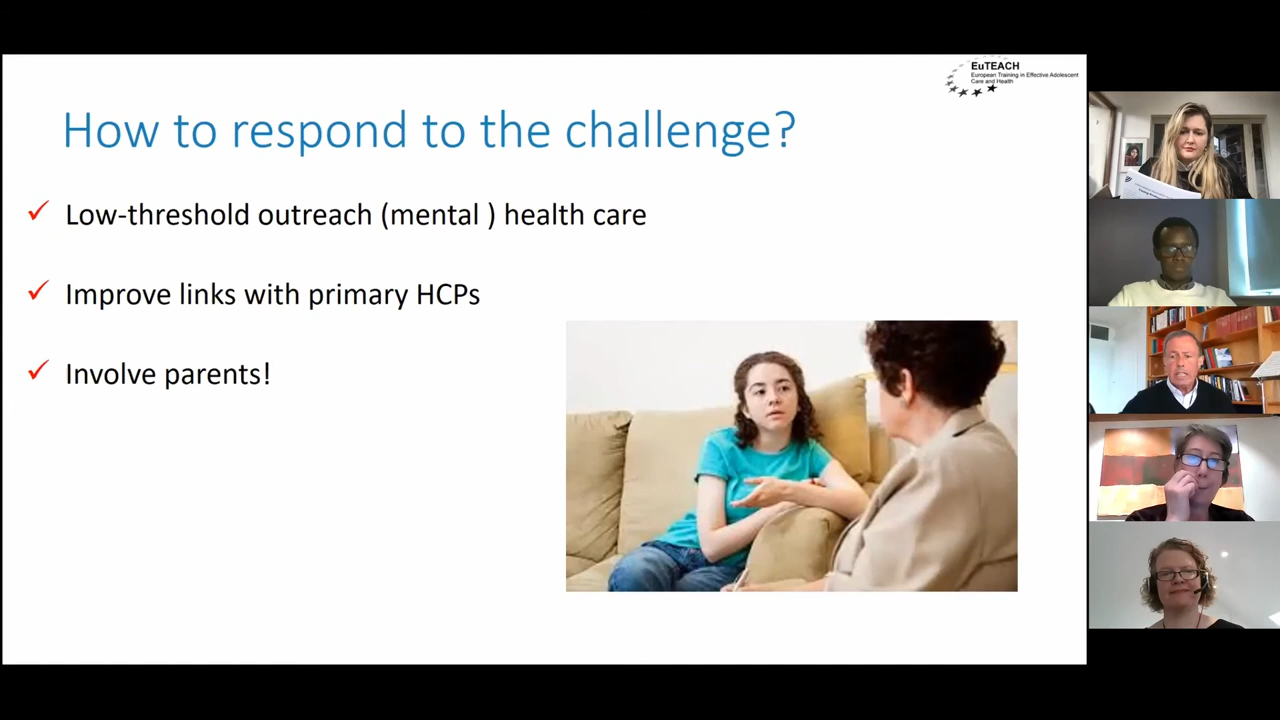 EuTEACH
European Training in Effective Adolescent
Care and Health
How to respond to the challenge?
✓ Low-threshold outreach (mental ) health care
✓ Improve links with primary HCPs
✓ Involve parents!